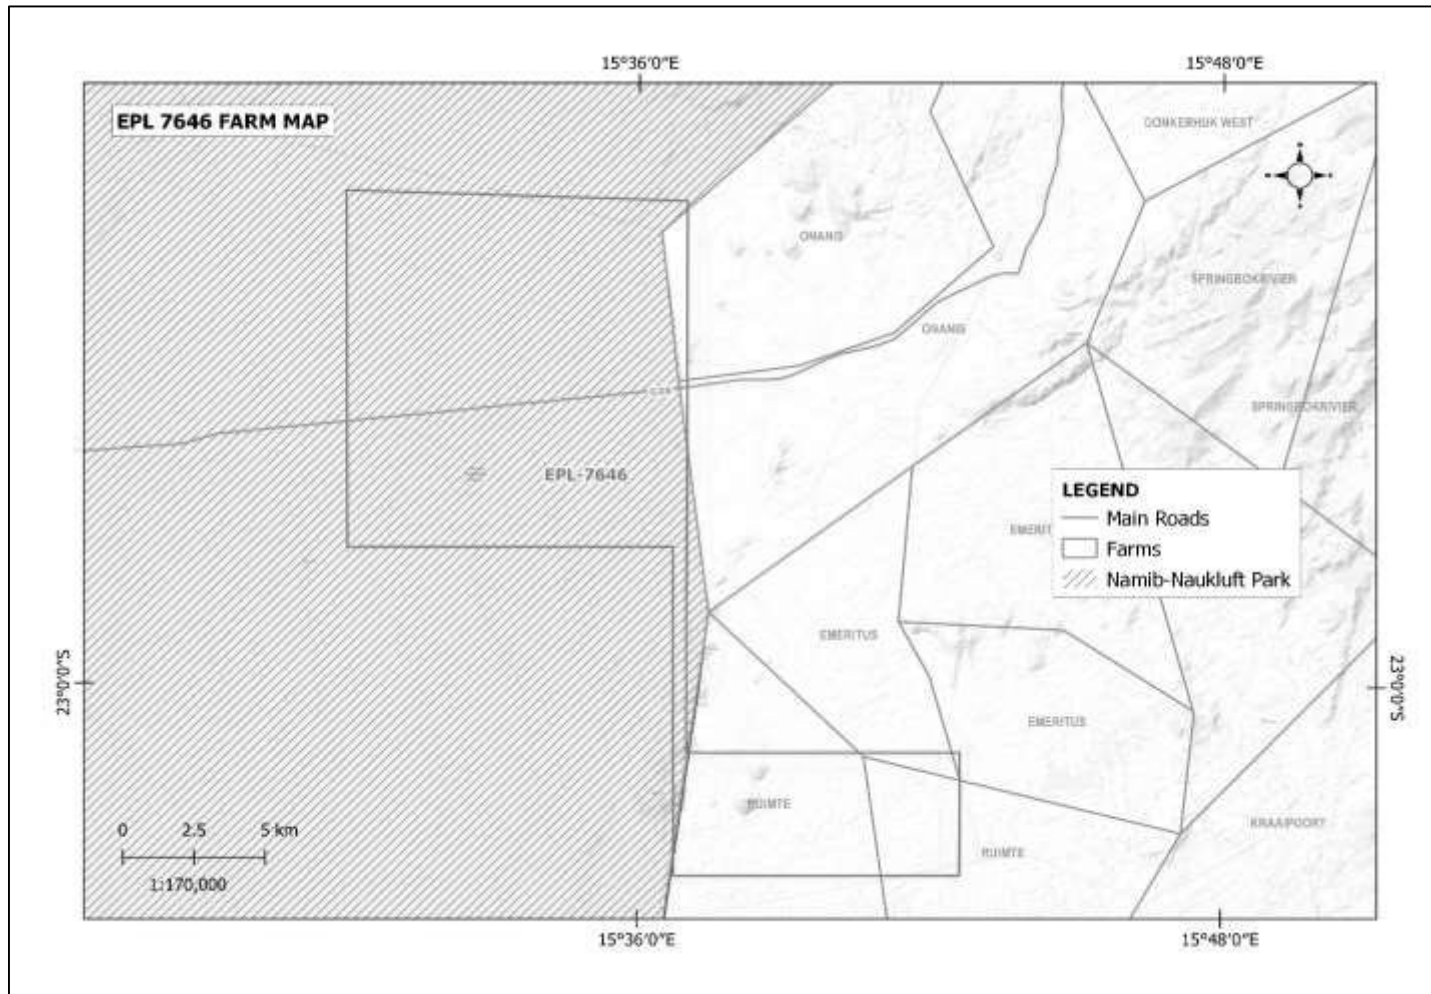 15°36'0"E
15°48'0"E
EPL 7646 FARM MAP
DONKERHUK WEST
ONANIS
SPRINGBOKRIVIER
ONANIS
SPRINGBOKRIVIER
EPL-7646
LEGEND
Main Roads
Farms
Namib-Naukluft Park
EMERITUS
23°0'0"S
23°0'0"S
EMERITUS
RUIMTE
KRAAIPOORT
RUIMTE
0 2.5 5 km
1:170,000
15°36'0"E
15°48'0"E